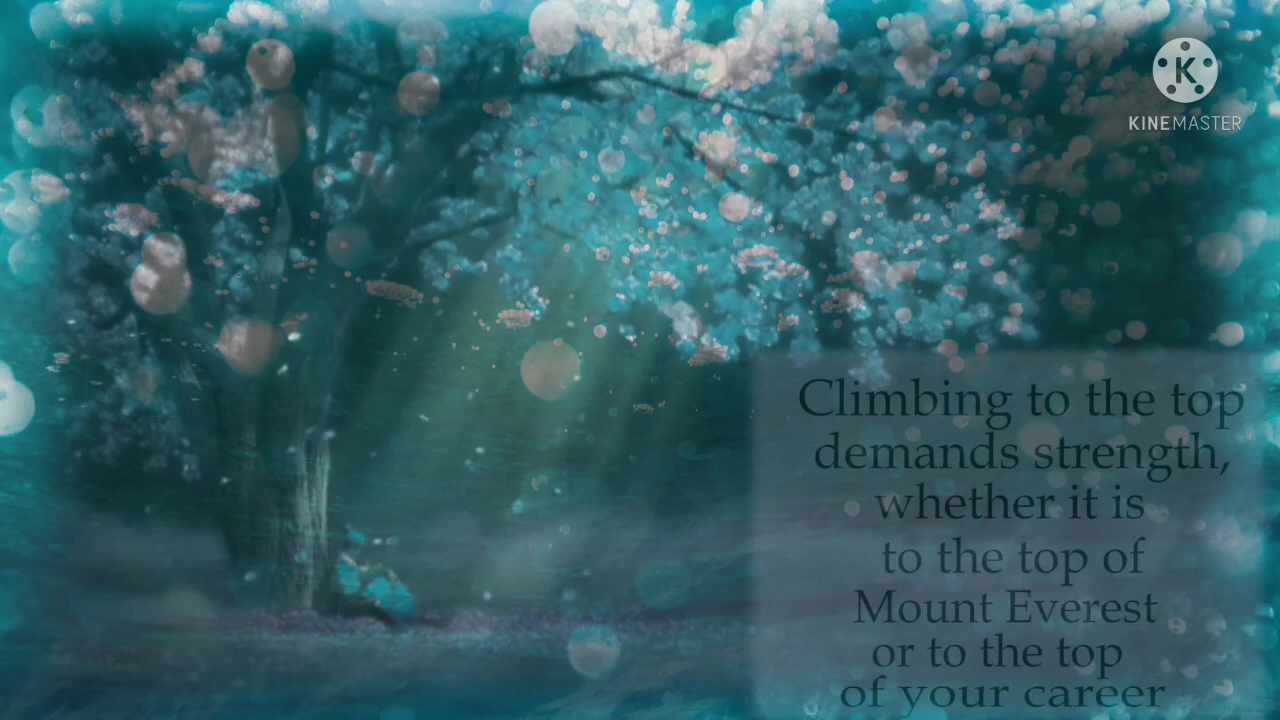 KINEMASTER
Climbing to the top
demands strength,
whether it is
to the top of
Mount Everest
or to the top
of your career